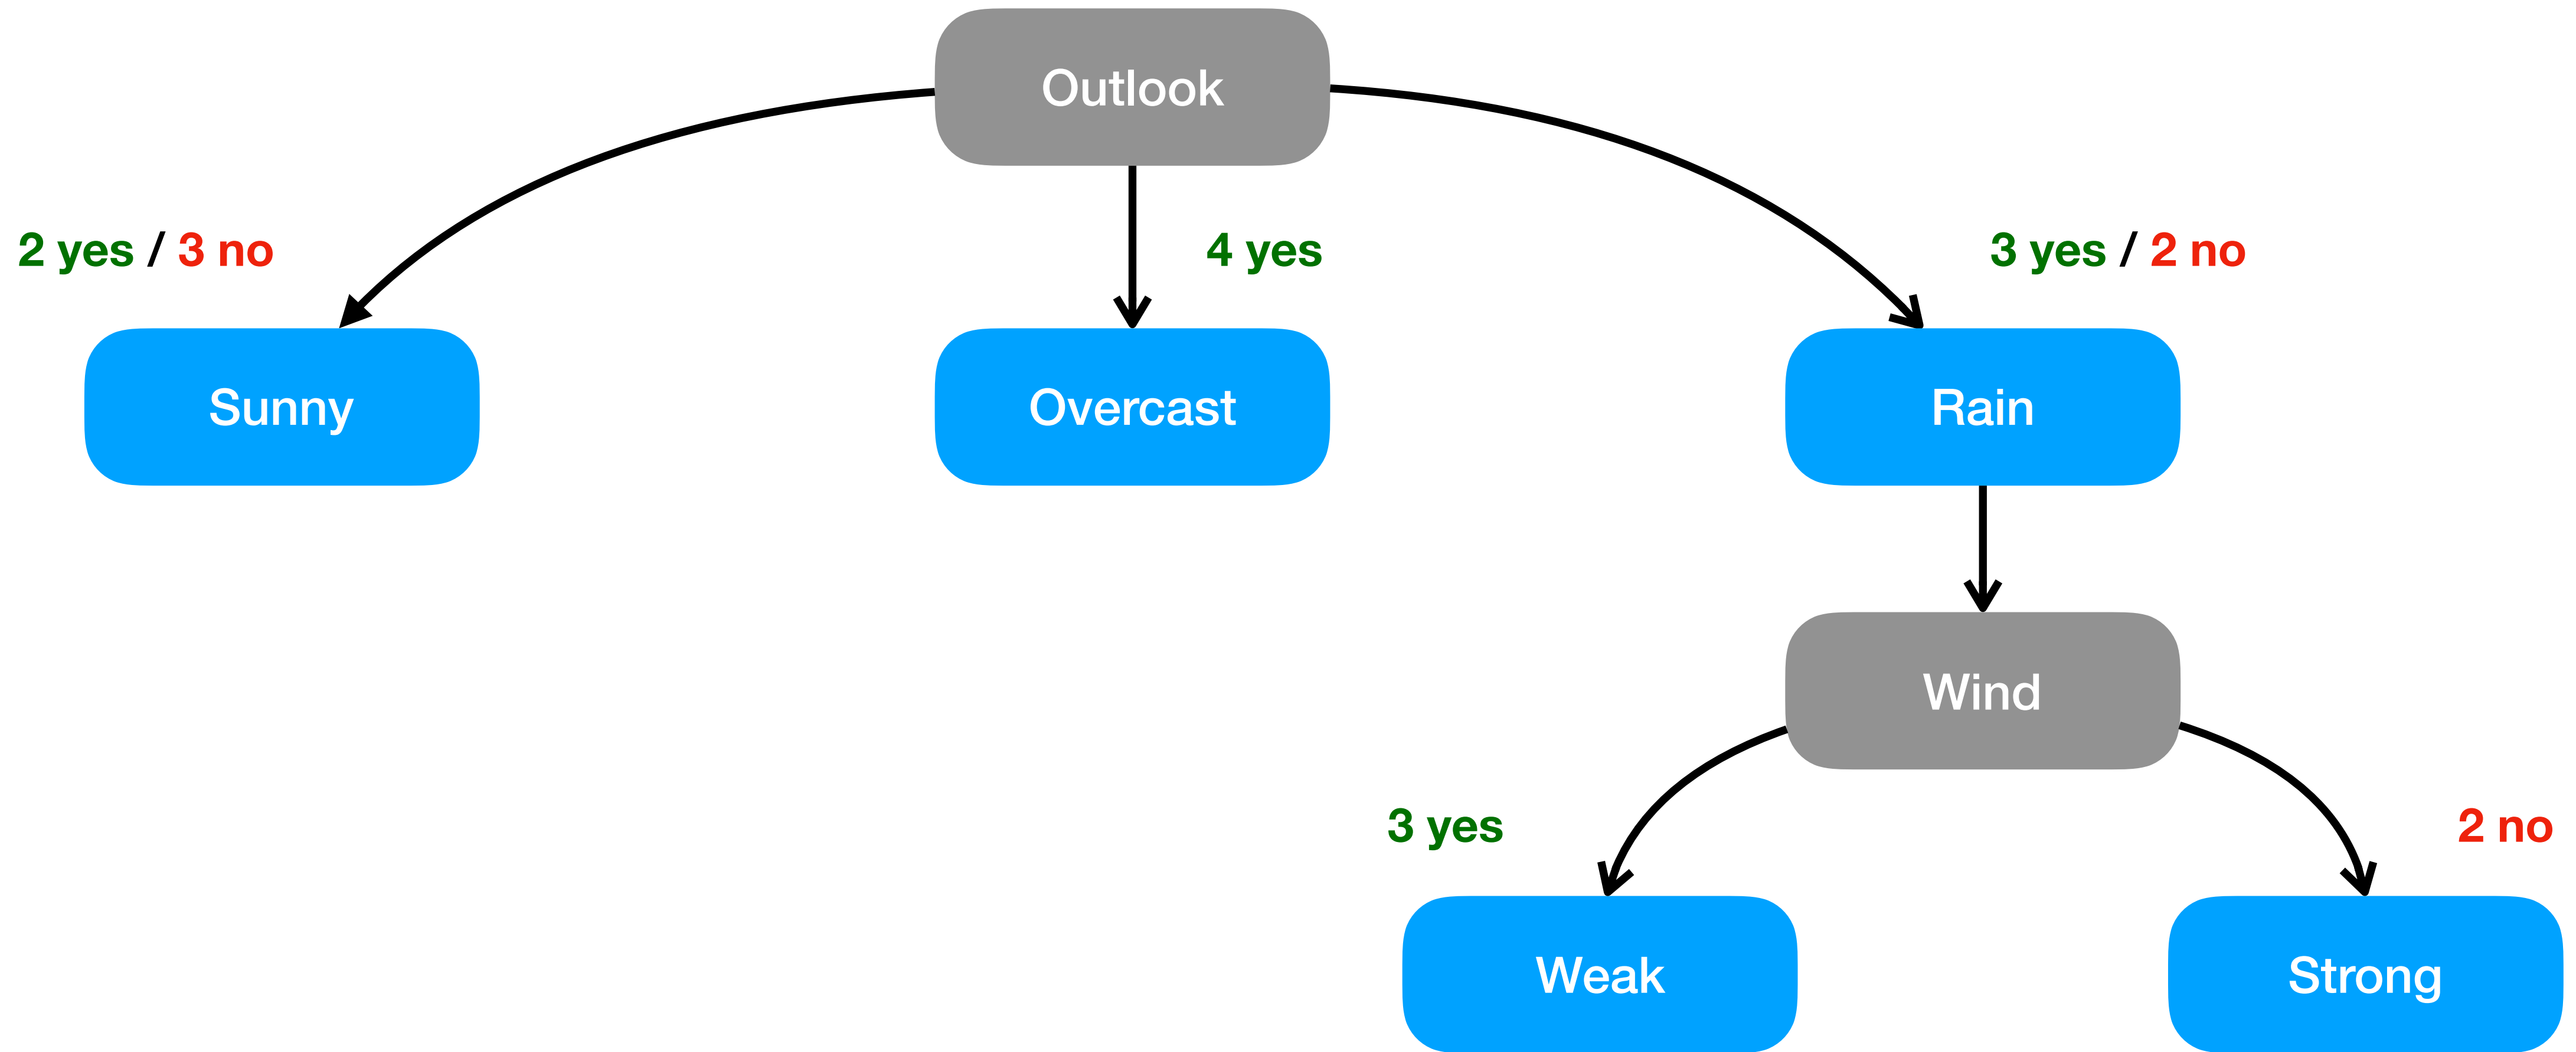 Outlook
2 yes / 3 no
4 yes
3 yes / 2 no
Sunny
Overcast
Rain
Wind
3 yes
2 no
Weak
Strong